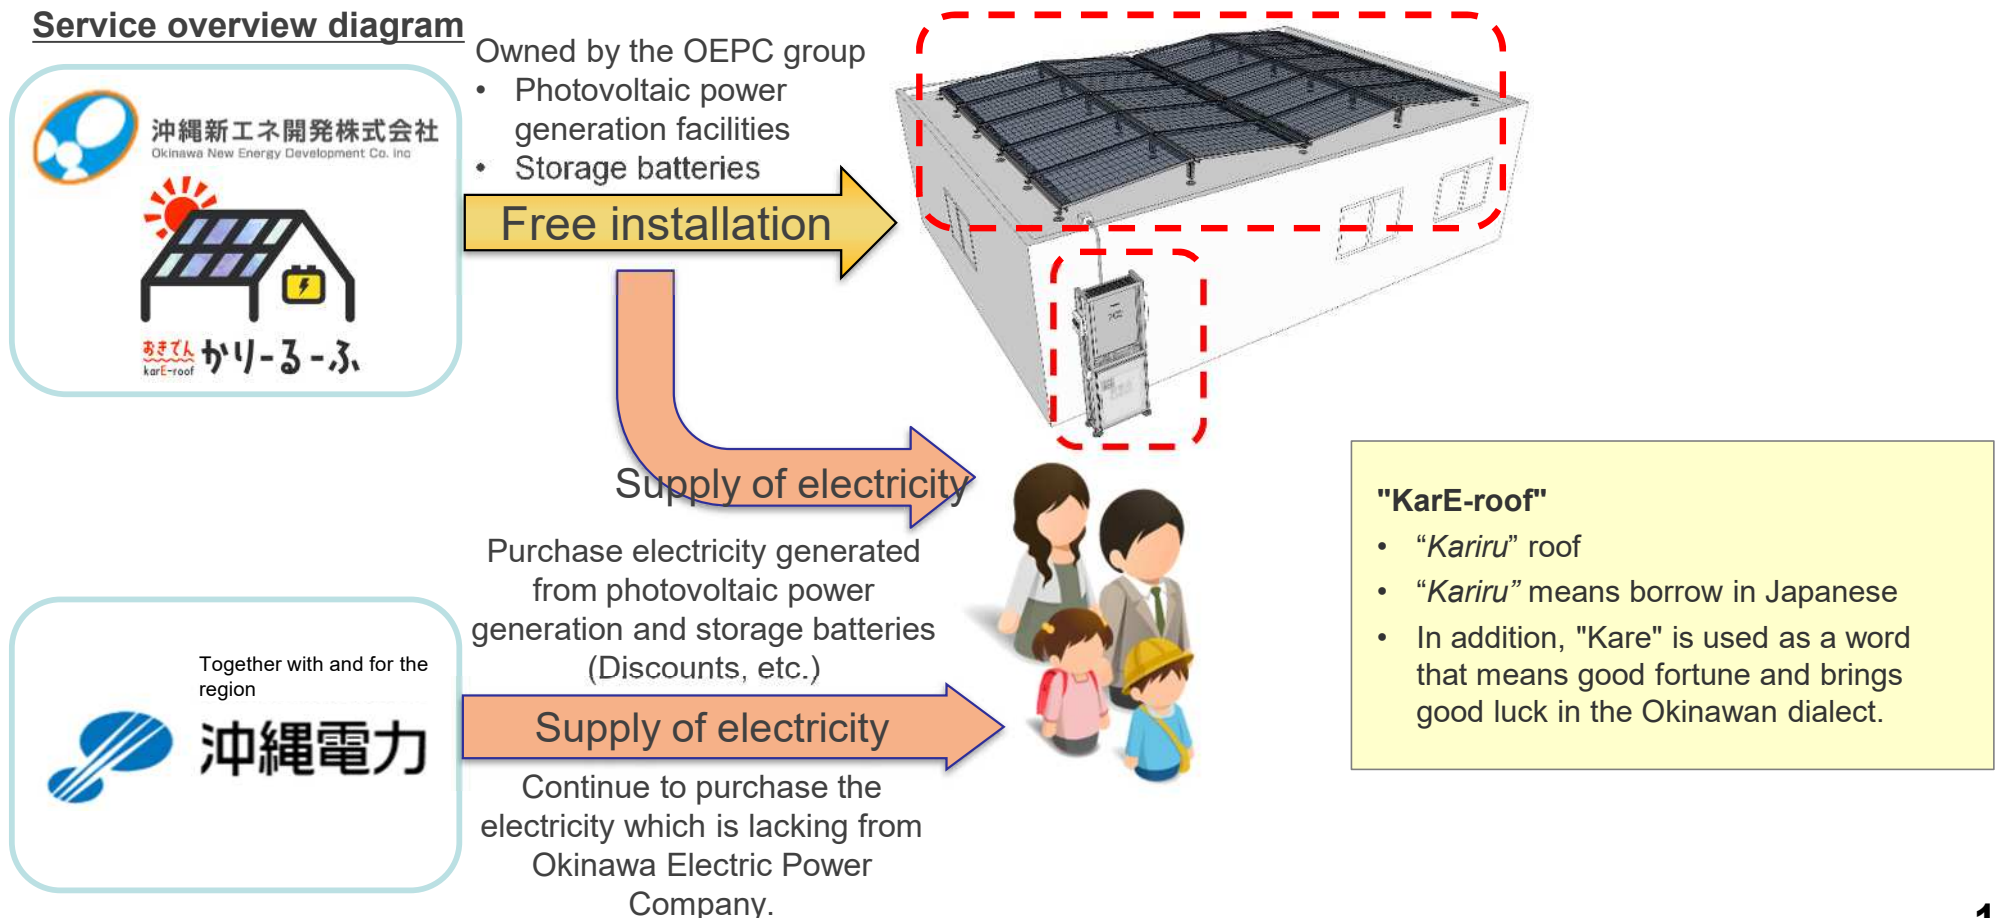 Service overview diagram
沖縄新エネ開発株式会社
Okinawa New Energy Development Co. Inc
おきでん
karE-roof
かりーるーふ
Owned by the OEPC group
• Photovoltaic power
generation facilities
• Storage batteries
Free installation
Supply of electricity
Purchase electricity generated
from photovoltaic power
generation and storage batteries
(Discounts, etc.)
Together with and for the
region
沖縄電力
Supply of electricity
Continue to purchase the
electricity which is lacking from
Okinawa Electric Power
Company.
"KarE-roof"
• “Kariru” roof
• “Kariru” means borrow in Japanese
• In addition, "Kare" is used as a word
that means good fortune and brings
good luck in the Okinawan dialect.